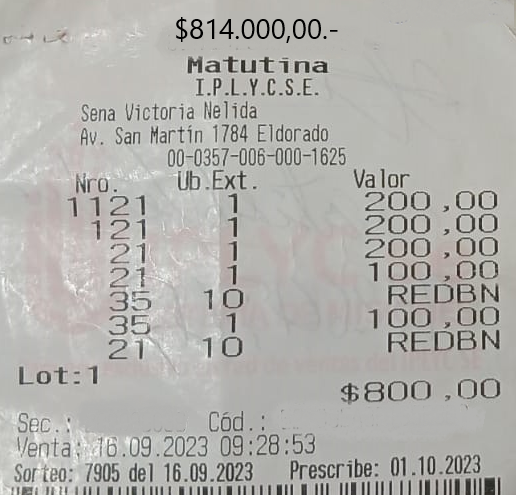 $814.000,00.-
Matutina
I.P.L.Y.C.S.E.
Sena Victoria Nelida
Av. San Martín 1784 Eldorado
00-0357-006-000-1625
Nro. Ub.Ext. Valor
1121 1 200,00
121 1 200,00
21 1 200,00
21 1 100,00
35 10 REDBN
35 1 100,00
21 10 REDBN
Lot:1
$800,00
Sec.: Cód.:
Venta: 16.09.2023 09:28:53
Sorteo: 7905 del 16.09.2023 Prescribe: 01.10.2023